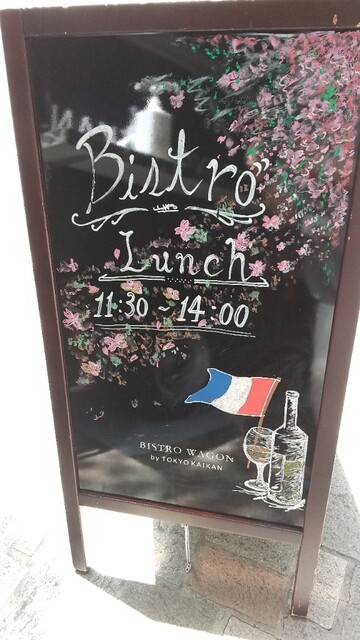 Bistro
Lunch
11:30 ~ 14:00
BISTRO WAGON
by TOKYO KAIKAN